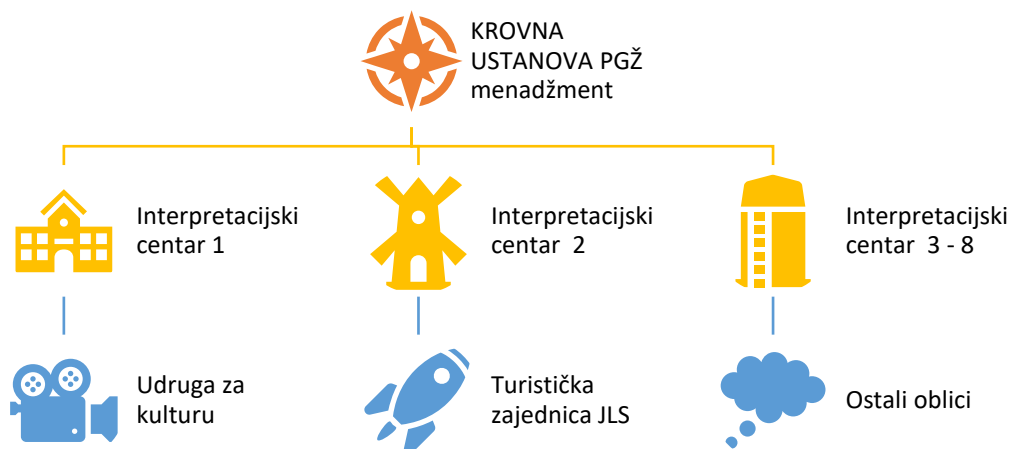 KROVNA
USTANOVA PGŽ
menadžment
Interpretacijski
centar 1
Interpretacijski
centar  2
Interpretacijski
centar  3 - 8
Udruga za
kulturu
Turistička
zajednica JLS
Ostali oblici